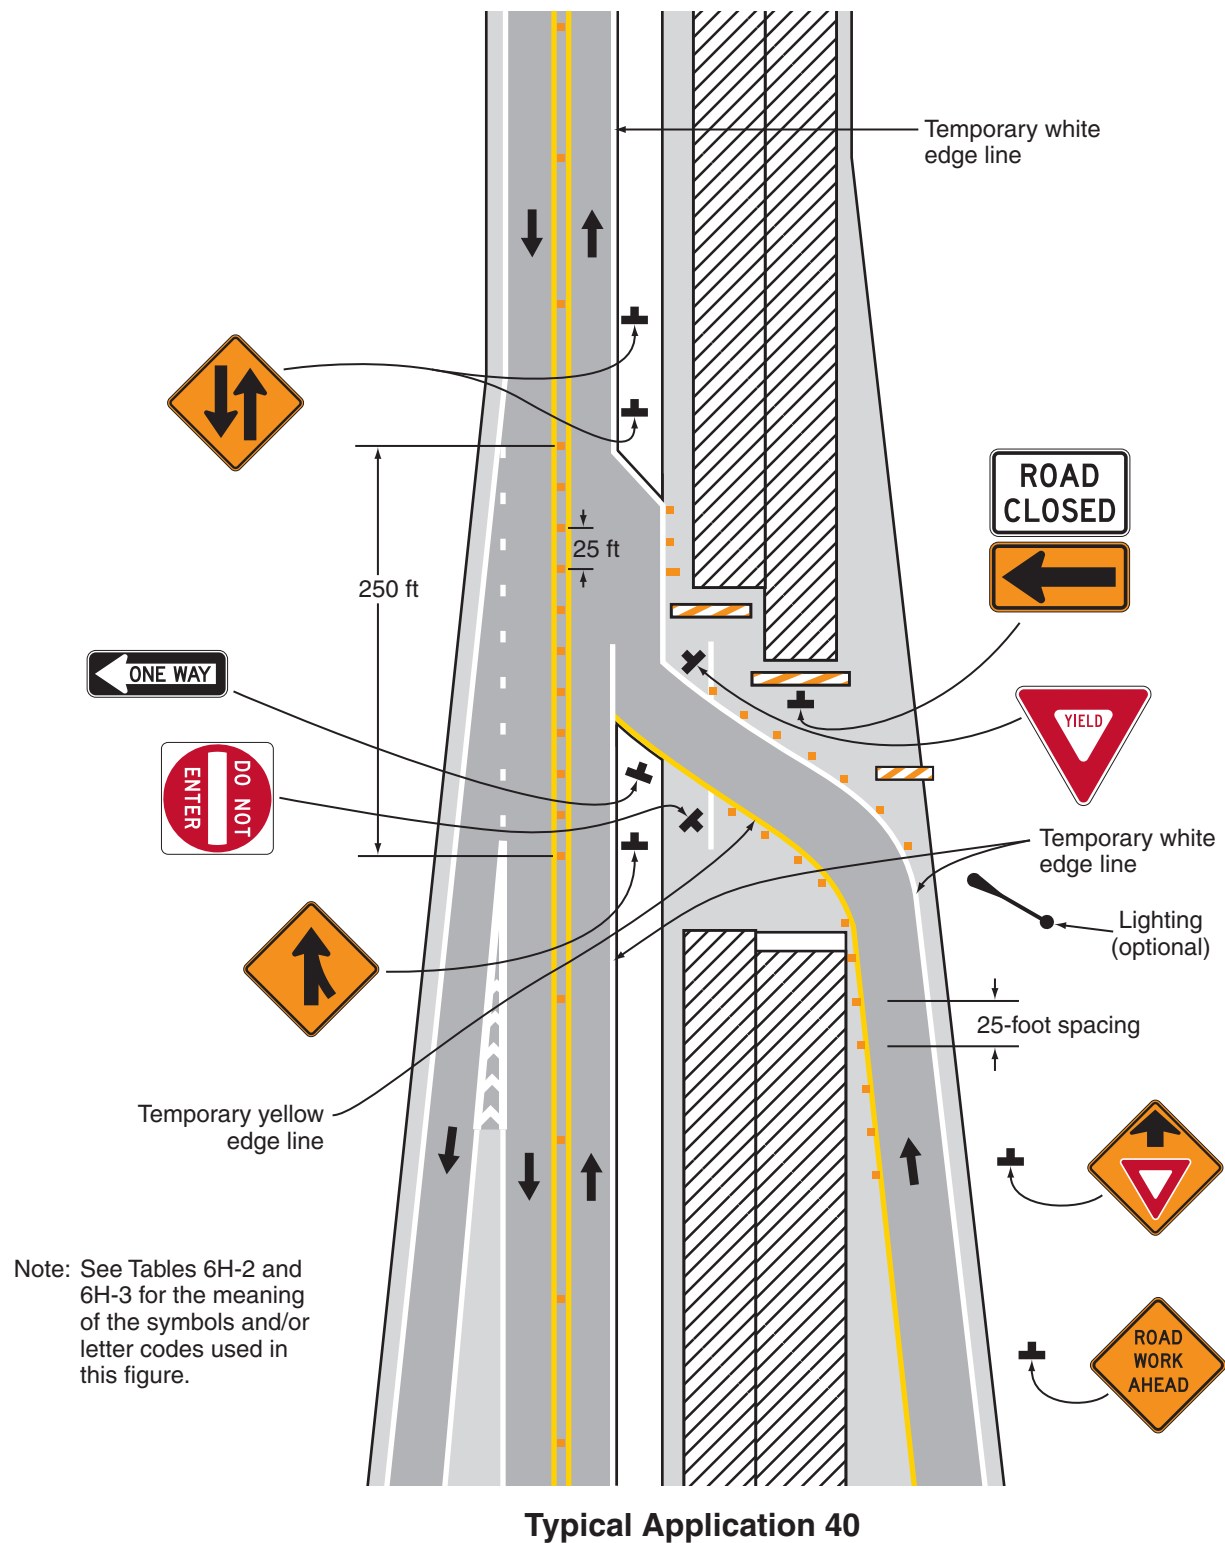 Temporary white
edge line
ROAD
CLOSED
25 ft
250 ft
ONE WAY
YIELD
DO NOT
ENTER
Temporary white
edge line
Lighting
(optional)
25-foot spacing
Temporary yellow
edge line
Note: See Tables 6H-2 and
6H-3 for the meaning
of the symbols and/or
letter codes used in
this figure.
ROAD
WORK
AHEAD
Typical Application 40